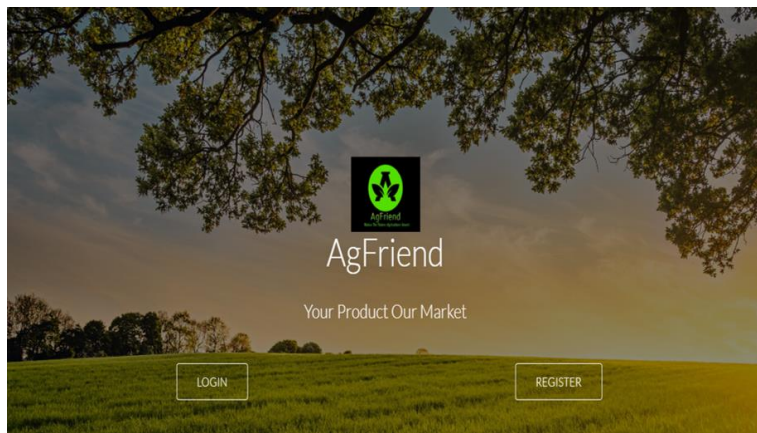 AgFriend
AgFriend
Your Product Our Market
LOGIN
REGISTER